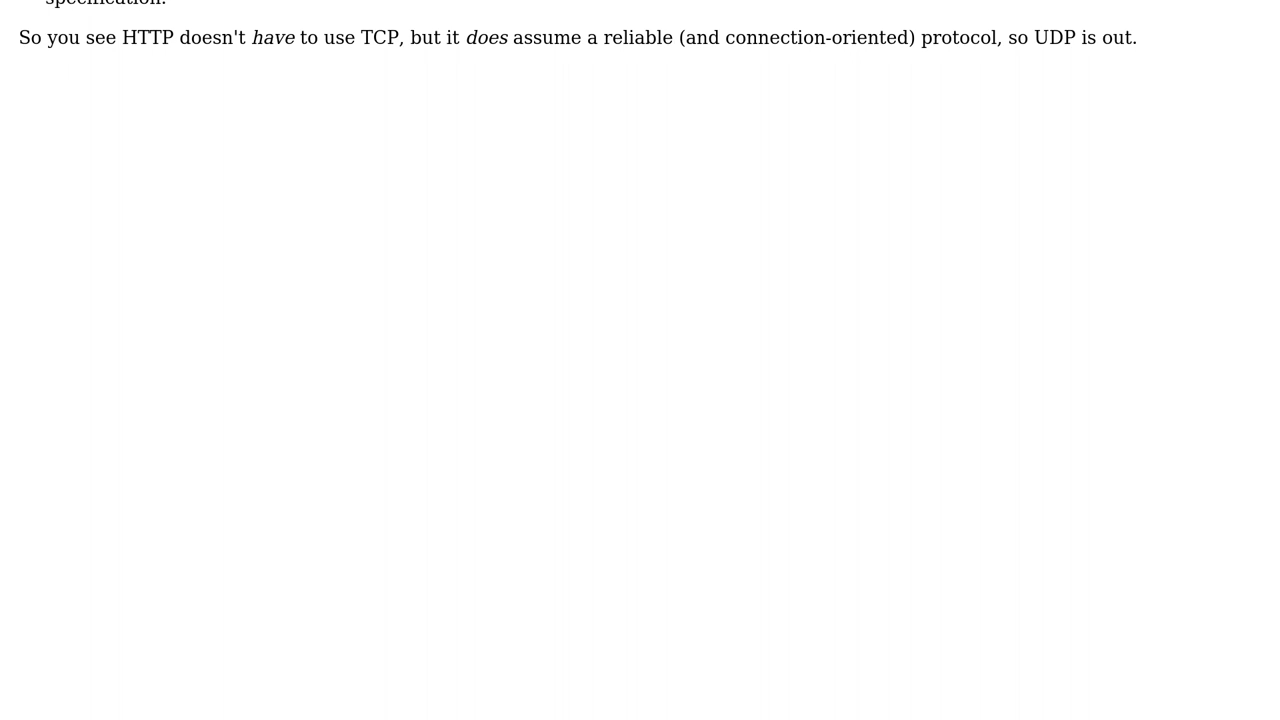 specification.
So you see HTTP doesn't have to use TCP, but it does assume a reliable (and connection-oriented) protocol, so UDP is out.